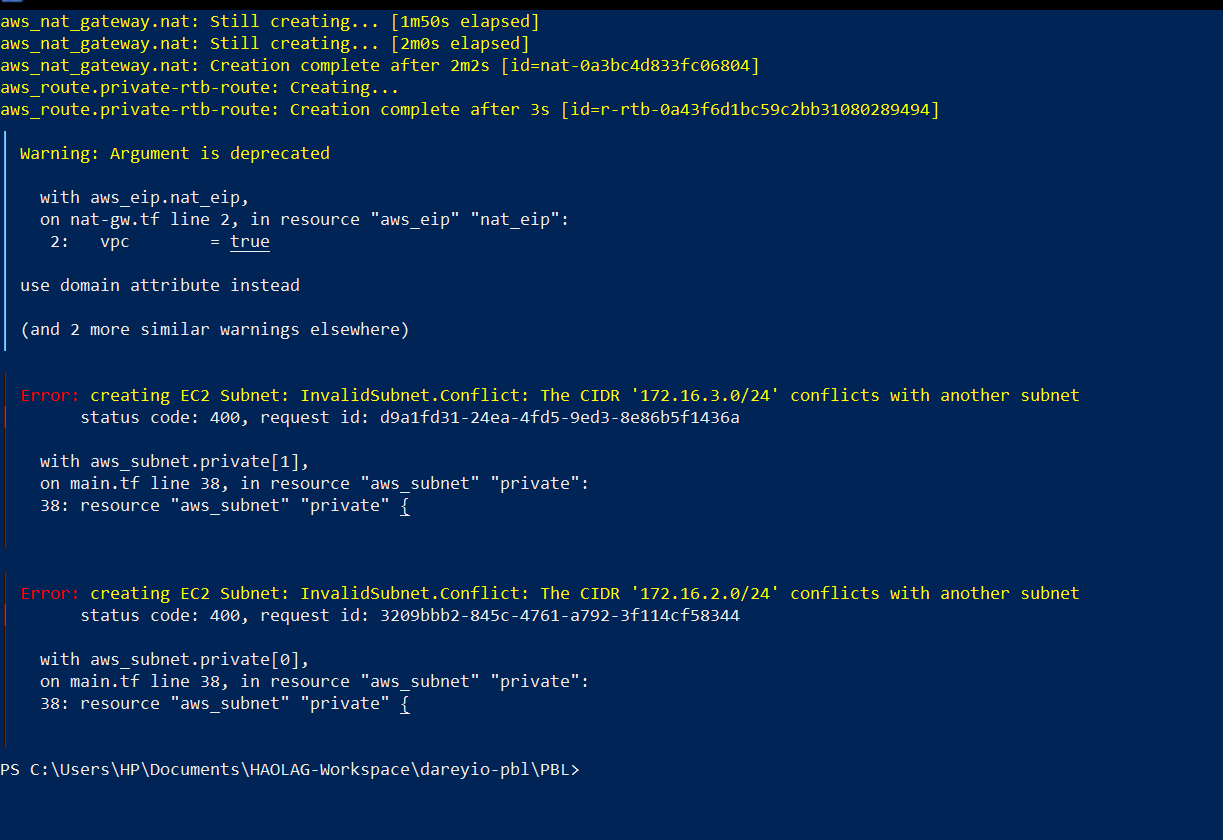 aws_nat_gateway.nat: Still creating... [1m50s elapsed]
aws_nat_gateway.nat: Still creating... [2m0s elapsed]
aws_nat_gateway.nat: Creation complete after 2m2s [id=nat-0a3bc4d833fc06804]
aws_route.private-rtb-route: Creating...
aws_route.private-rtb-route: Creation complete after 3s [id=r-rtb-0a43f6d1bc59c2bb31080289494]
Warning: Argument is deprecated
with aws_eip.nat_eip,
on nat-gw.tf line 2, in resource "aws_eip" "nat_eip":
2: vpc = true
use domain attribute instead
(and 2 more similar warnings elsewhere)
Error: creating EC2 Subnet: InvalidSubnet.Conflict: The CIDR '172.16.3.0/24' conflicts with another subnet
status code: 400, request id: d9a1fd31-24ea-4fd5-9ed3-8e86b5f1436a
with aws_subnet.private[1],
on main.tf line 38, in resource "aws_subnet" "private":
38: resource "aws_subnet" "private" {
Error: creating EC2 Subnet: InvalidSubnet.Conflict: The CIDR '172.16.2.0/24' conflicts with another subnet
status code: 400, request id: 3209bbb2-845c-4761-a792-3f114cf58344
with aws_subnet.private[0],
on main.tf line 38, in resource "aws_subnet" "private":
38: resource "aws_subnet" "private" {
PS C:\Users\HP\Documents\HAOLAG-Workspace\dareyio-pbl\PBL>